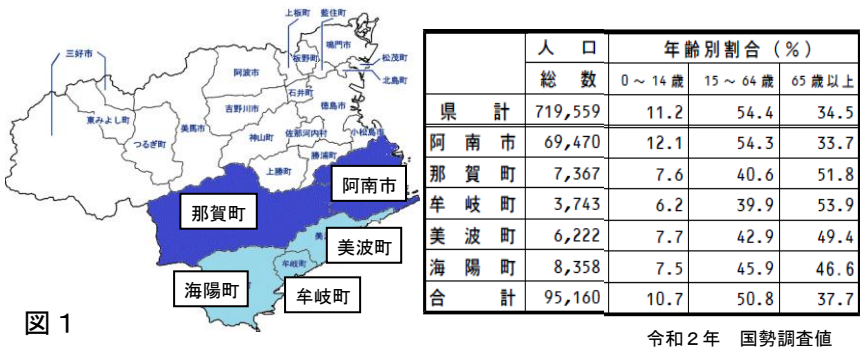 上板町
藍住町
鳴門市
板野町
松茂町
北島町
三好市
阿波市
石井町
吉野川市
徳島市
東みよし町
美馬市
つるぎ町
神山町
佐那河内村
小松島市
勝浦町
上勝町
阿南市
那賀町
美波町
牟岐町
海陽町
牟岐町
図1
人口 年齢別割合(%)
総数 0~14歳 15~64歳 65歳以上
県計 719,559 11.2 54.4 34.5
阿南市 69,470 12.1 54.3 33.7
那賀町 7,367 7.6 40.6 51.8
牟岐町 3,743 6.2 39.9 53.9
美波町 6,222 7.7 42.9 49.4
海陽町 8,358 7.5 45.9 46.6
合計 95,160 10.7 50.8 37.7
令和2年 国勢調査値